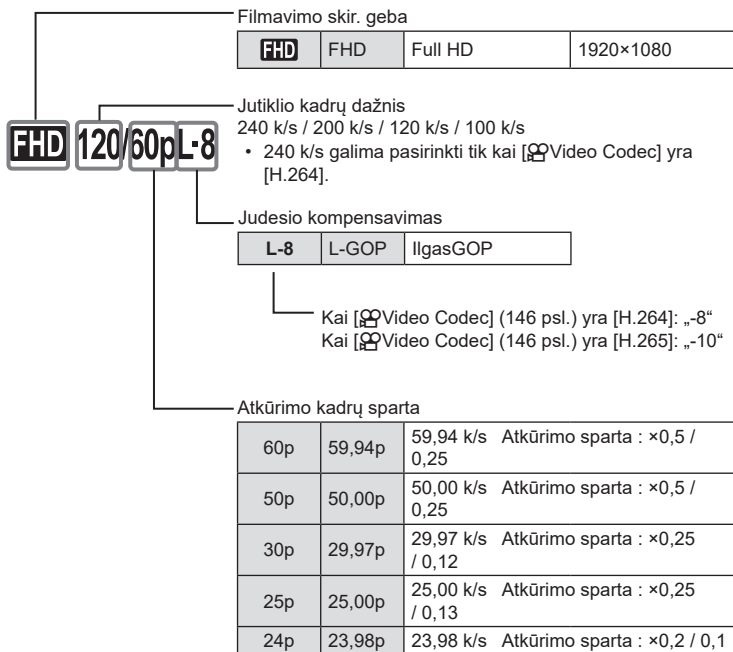 Filmavimo skir. geba
FHD FHD Full HD 1920×1080
FHD 120/60pL-8
Jutiklio kadrų dažnis
240 k/s / 200 k/s / 120 k/s / 100 k/s
• 240 k/s galima pasirinkti tik kai [Video Codec] yra
[H.264].
Judesio kompensavimas
L-8 L-GOP IlgasGOP
Kai [Video Codec] (146 psl.) yra [H.264]: „-8“
Kai [Video Codec] (146 psl.) yra [H.265]: „-10“
Atkūrimo kadrų sparta
60p 59,94p 59,94 k/s Atkūrimo sparta : ×0,5 /
0,25
50p 50,00p 50,00 k/s Atkūrimo sparta : ×0,5 /
0,25
30p 29,97p 29,97 k/s Atkūrimo sparta : ×0,25
/ 0,12
25p 25,00p 25,00 k/s Atkūrimo sparta : ×0,25
/ 0,13
24p 23,98p 23,98 k/s Atkūrimo sparta : ×0,2 / 0,1